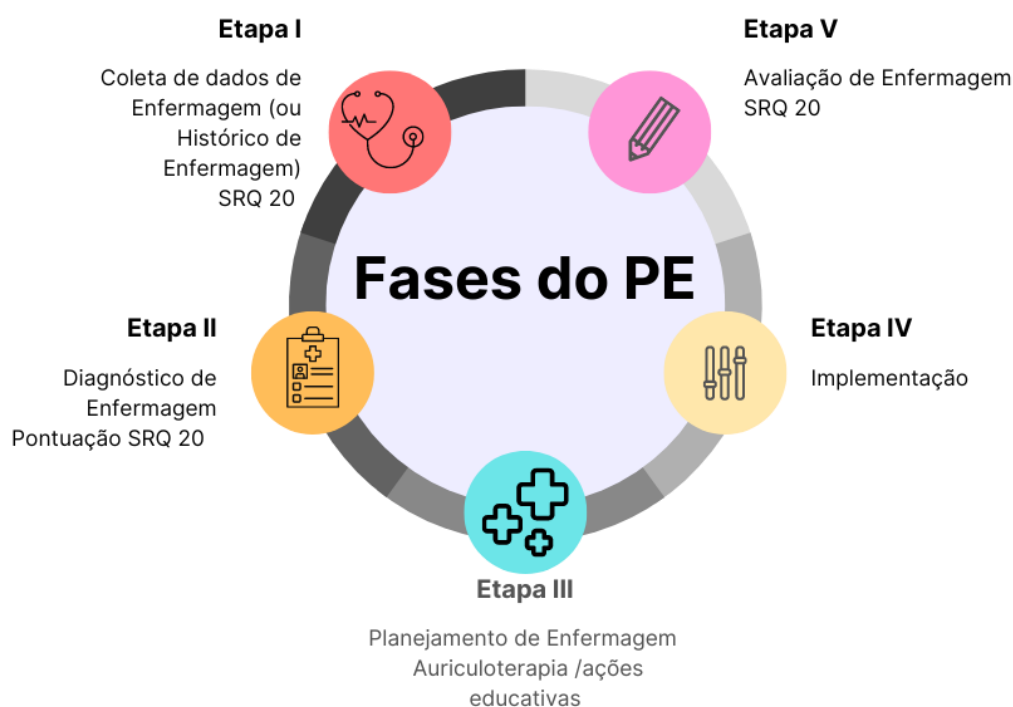 Fases do PE
Etapa I
Coleta de dados de
Enfermagem (ou
Histórico de
Enfermagem)
SRQ 20
Etapa II
Diagnóstico de
Enfermagem
Pontuação SRQ 20
Etapa III
Planejamento de Enfermagem
Auriculoterapia /ações
educativas
Etapa IV
Implementação
Etapa V
Avaliação de Enfermagem
SRQ 20